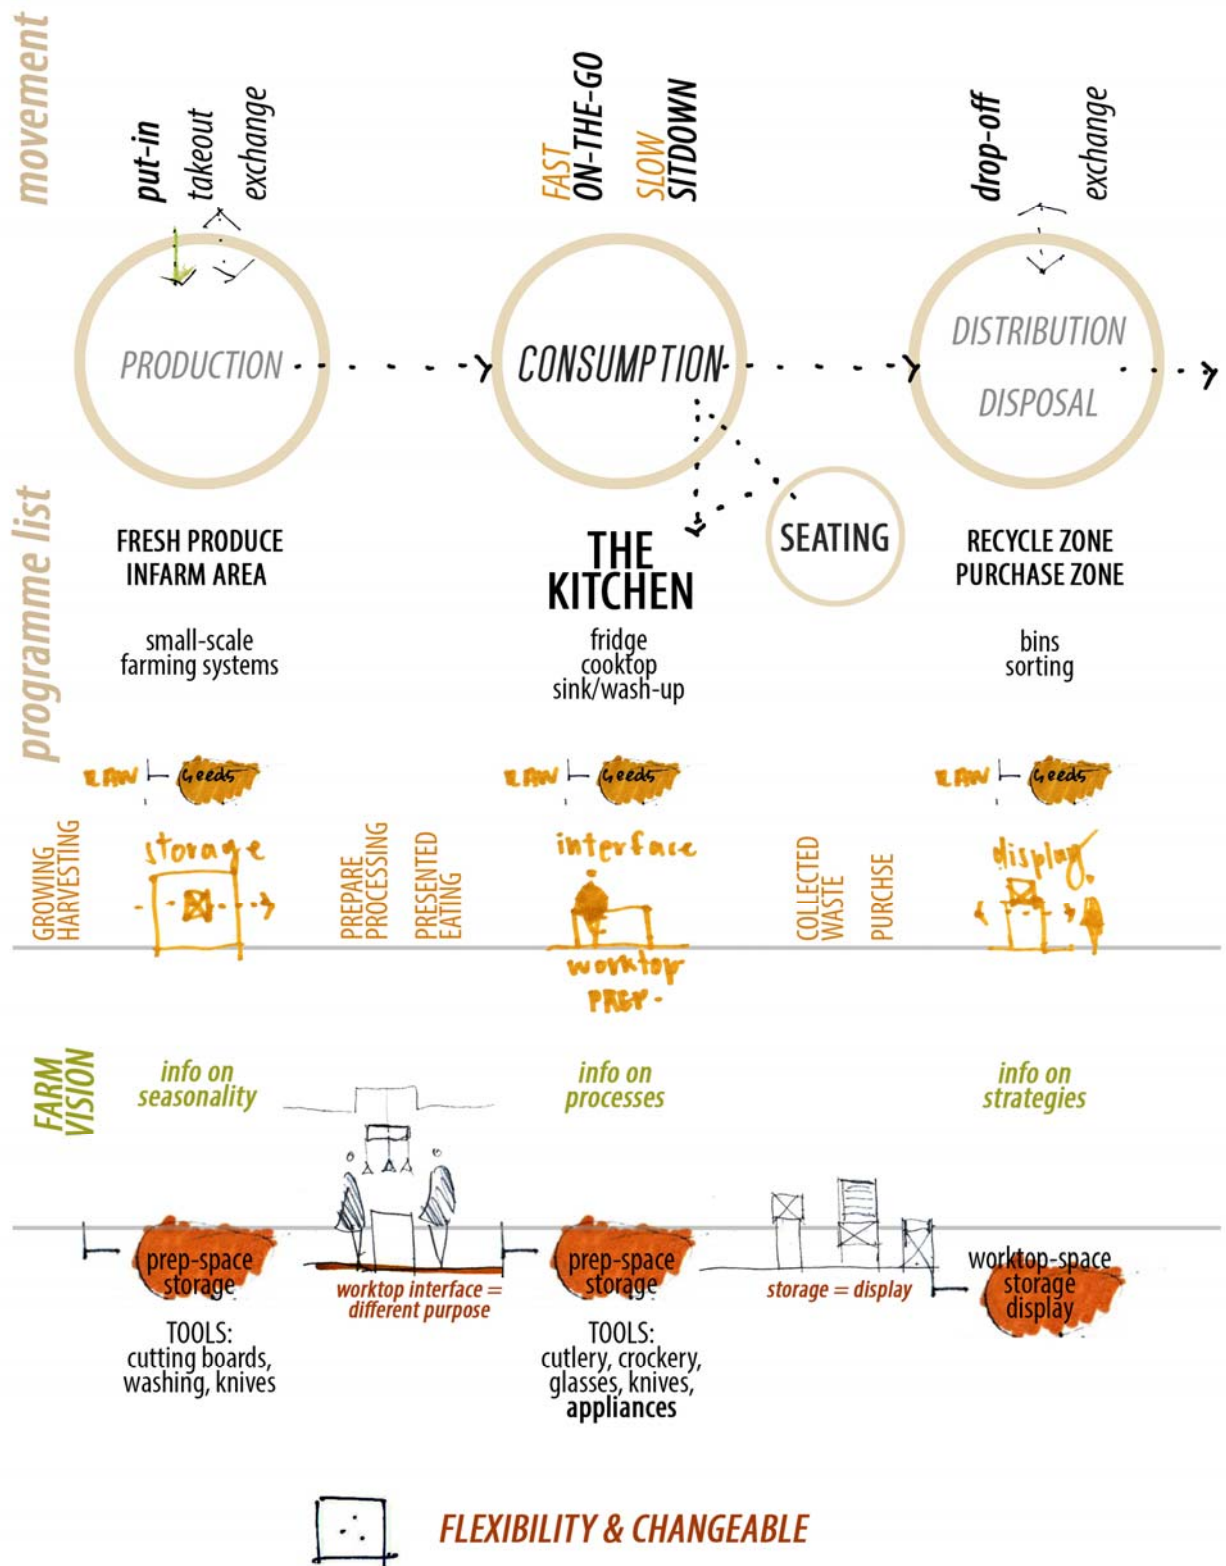 movement
put-in
takeout
exchange
FAST
ON-THE-GO
SLOW
SITDOWN
drop-off
exchange
PRODUCTION
CONSUMPTION
DISTRIBUTION
DISPOSAL
programme list
FRESH PRODUCE
INFARM AREA
small-scale
farming systems
THE
KITCHEN
fridge
cooktop
sink/wash-up
SEATING
RECYCLE ZONE
PURCHASE ZONE
bins
sorting
RAW
RAW
RAW
GROWING
HARVESTING
storage
PREPARE
PROCESSING
PRESENTED
EATING
interface
worktop
PREP-
COLLECTED
WASTE
PURCHSE
display
FARM
VISION
info on
seasonality
info on
processes
info on
strategies
prep-space
storage
TOOLS:
cutting boards,
washing, knives
worktop interface =
different purpose
prep-space
storage
TOOLS:
cutlery, crockery,
glasses, knives,
appliances
storage = display
worktop-space
storage
display
FLEXIBILITY & CHANGEABLE